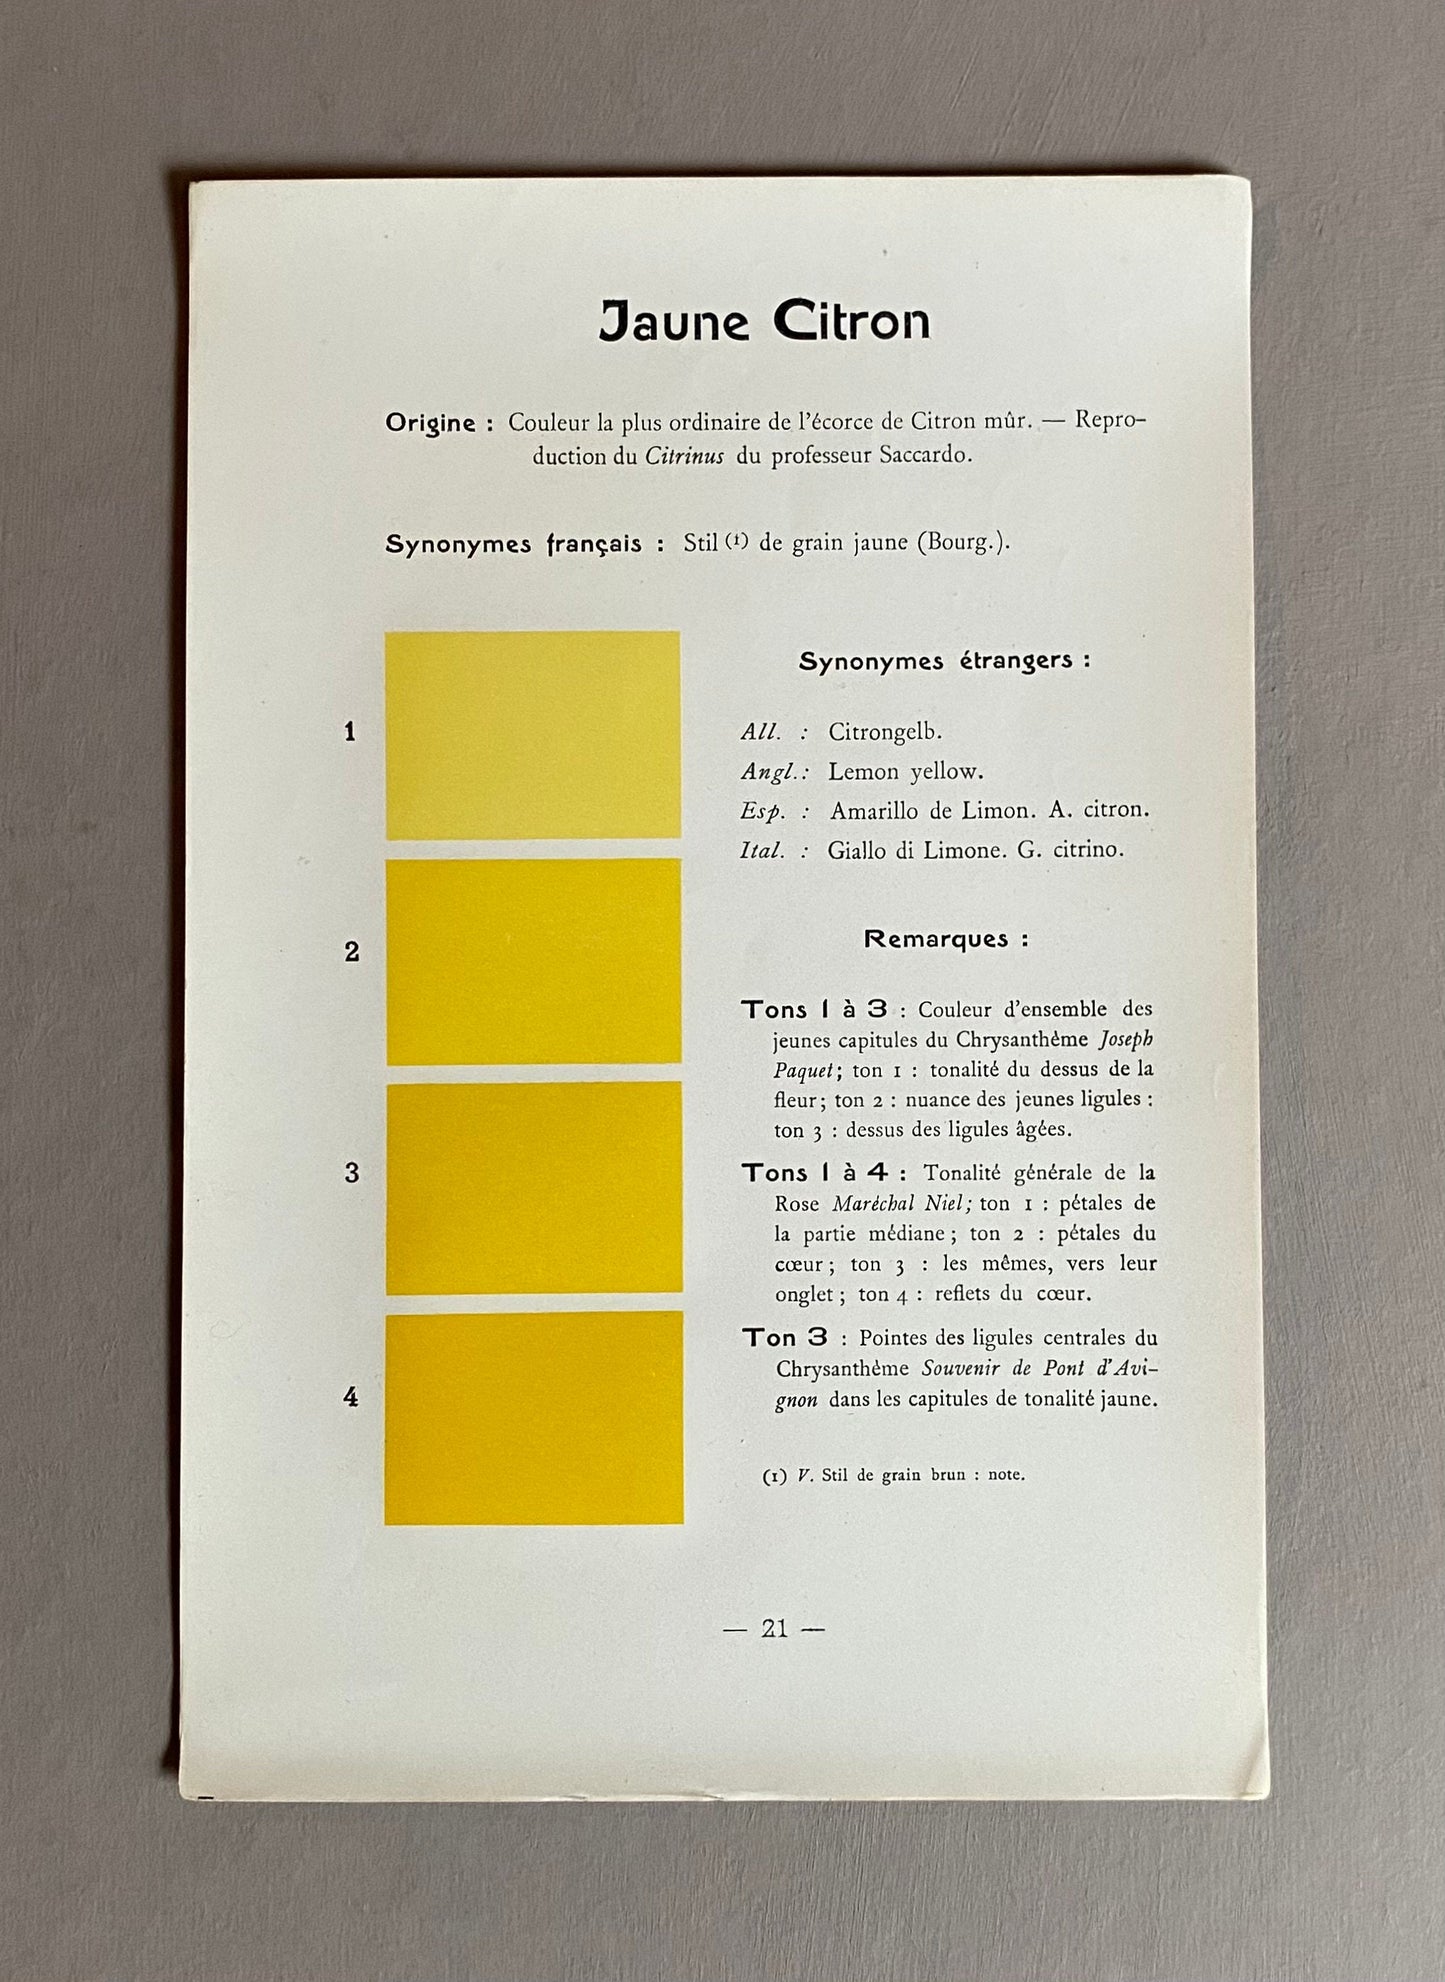 Jaune Citron
Origine : Couleur la plus ordinaire de l'écorce de Citron mûr. — Repro-
duction du Citrinus du professeur Saccardo.
Synonymes français : Stil (1) de grain jaune (Bourg.).
1
2
3
4
Synonymes étrangers :
All. : Citrongelb.
Angl. : Lemon yellow.
Esp. : Amarillo de Limon. A. citron.
Ital. : Giallo di Limone. G. citrino.
Remarques :
Tons 1 à 3 : Couleur d'ensemble des
jeunes capitules du Chrysanthème Joseph
Paquet; ton 1 : tonalité du dessus de la
fleur; ton 2 : nuance des jeunes ligules :
ton 3 : dessus des ligules âgées.
Tons 1 à 4 : Tonalité générale de la
Rose Maréchal Niel; ton 1 : pétales de
la partie médiane; ton 2 : pétales du
cœur; ton 3 : les mêmes, vers leur
onglet; ton 4 : reflets du cœur.
Ton 3 : Pointes des ligules centrales du
Chrysanthème Souvenir de Pont d'Avi-
gnon dans les capitules de tonalité jaune.
(1) V. Stil de grain brun : note.
— 21 —